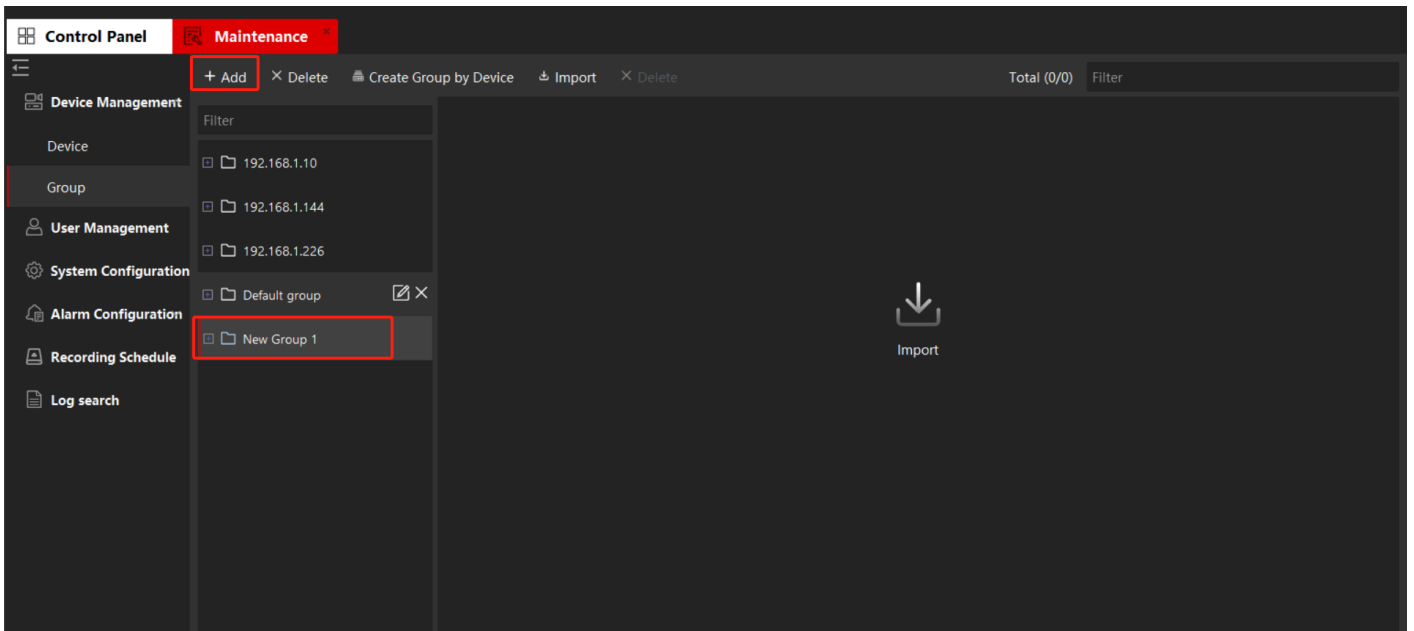 Control Panel Maintenance
+ Add × Delete Create Group by Device Import × Delete Total (0/0) Filter
Device Management
Device
Group
User Management
System Configuration
Alarm Configuration
Recording Schedule
Log search
Filter
192.168.1.10
192.168.1.144
192.168.1.226
Default group
New Group 1
Import